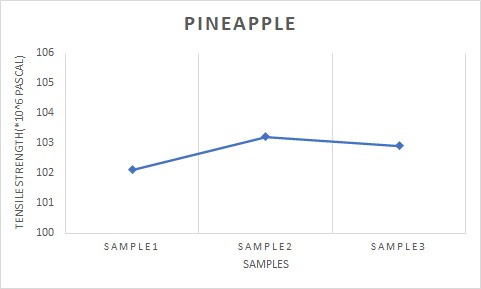 PINEAPPLE
TENSILE STRENGTH(*10^6 PASCAL)
106
105
104
103
102
101
100
SAMPLE1 SAMPLE2 SAMPLE3
SAMPLES